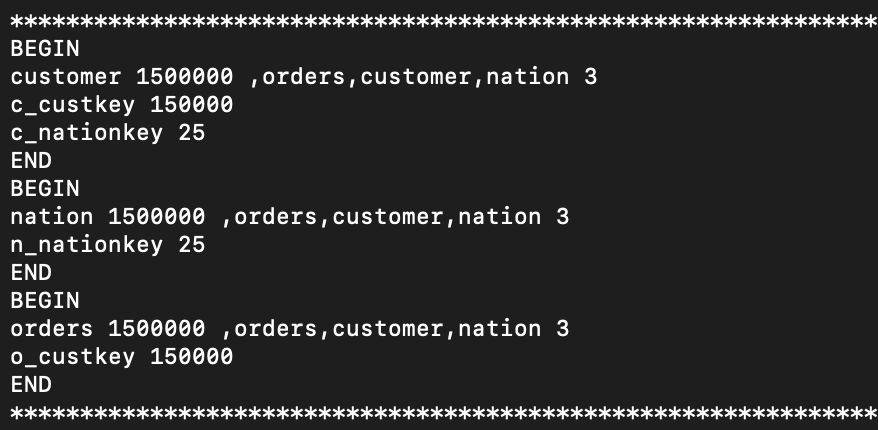 ***************************************************************
BEGIN
customer 1500000 ,orders,customer,nation 3
c_custkey 150000
c_nationkey 25
END
BEGIN
nation 1500000 ,orders,customer,nation 3
n_nationkey 25
END
BEGIN
orders 1500000 ,orders,customer,nation 3
o_custkey 150000
END
***************************************************************